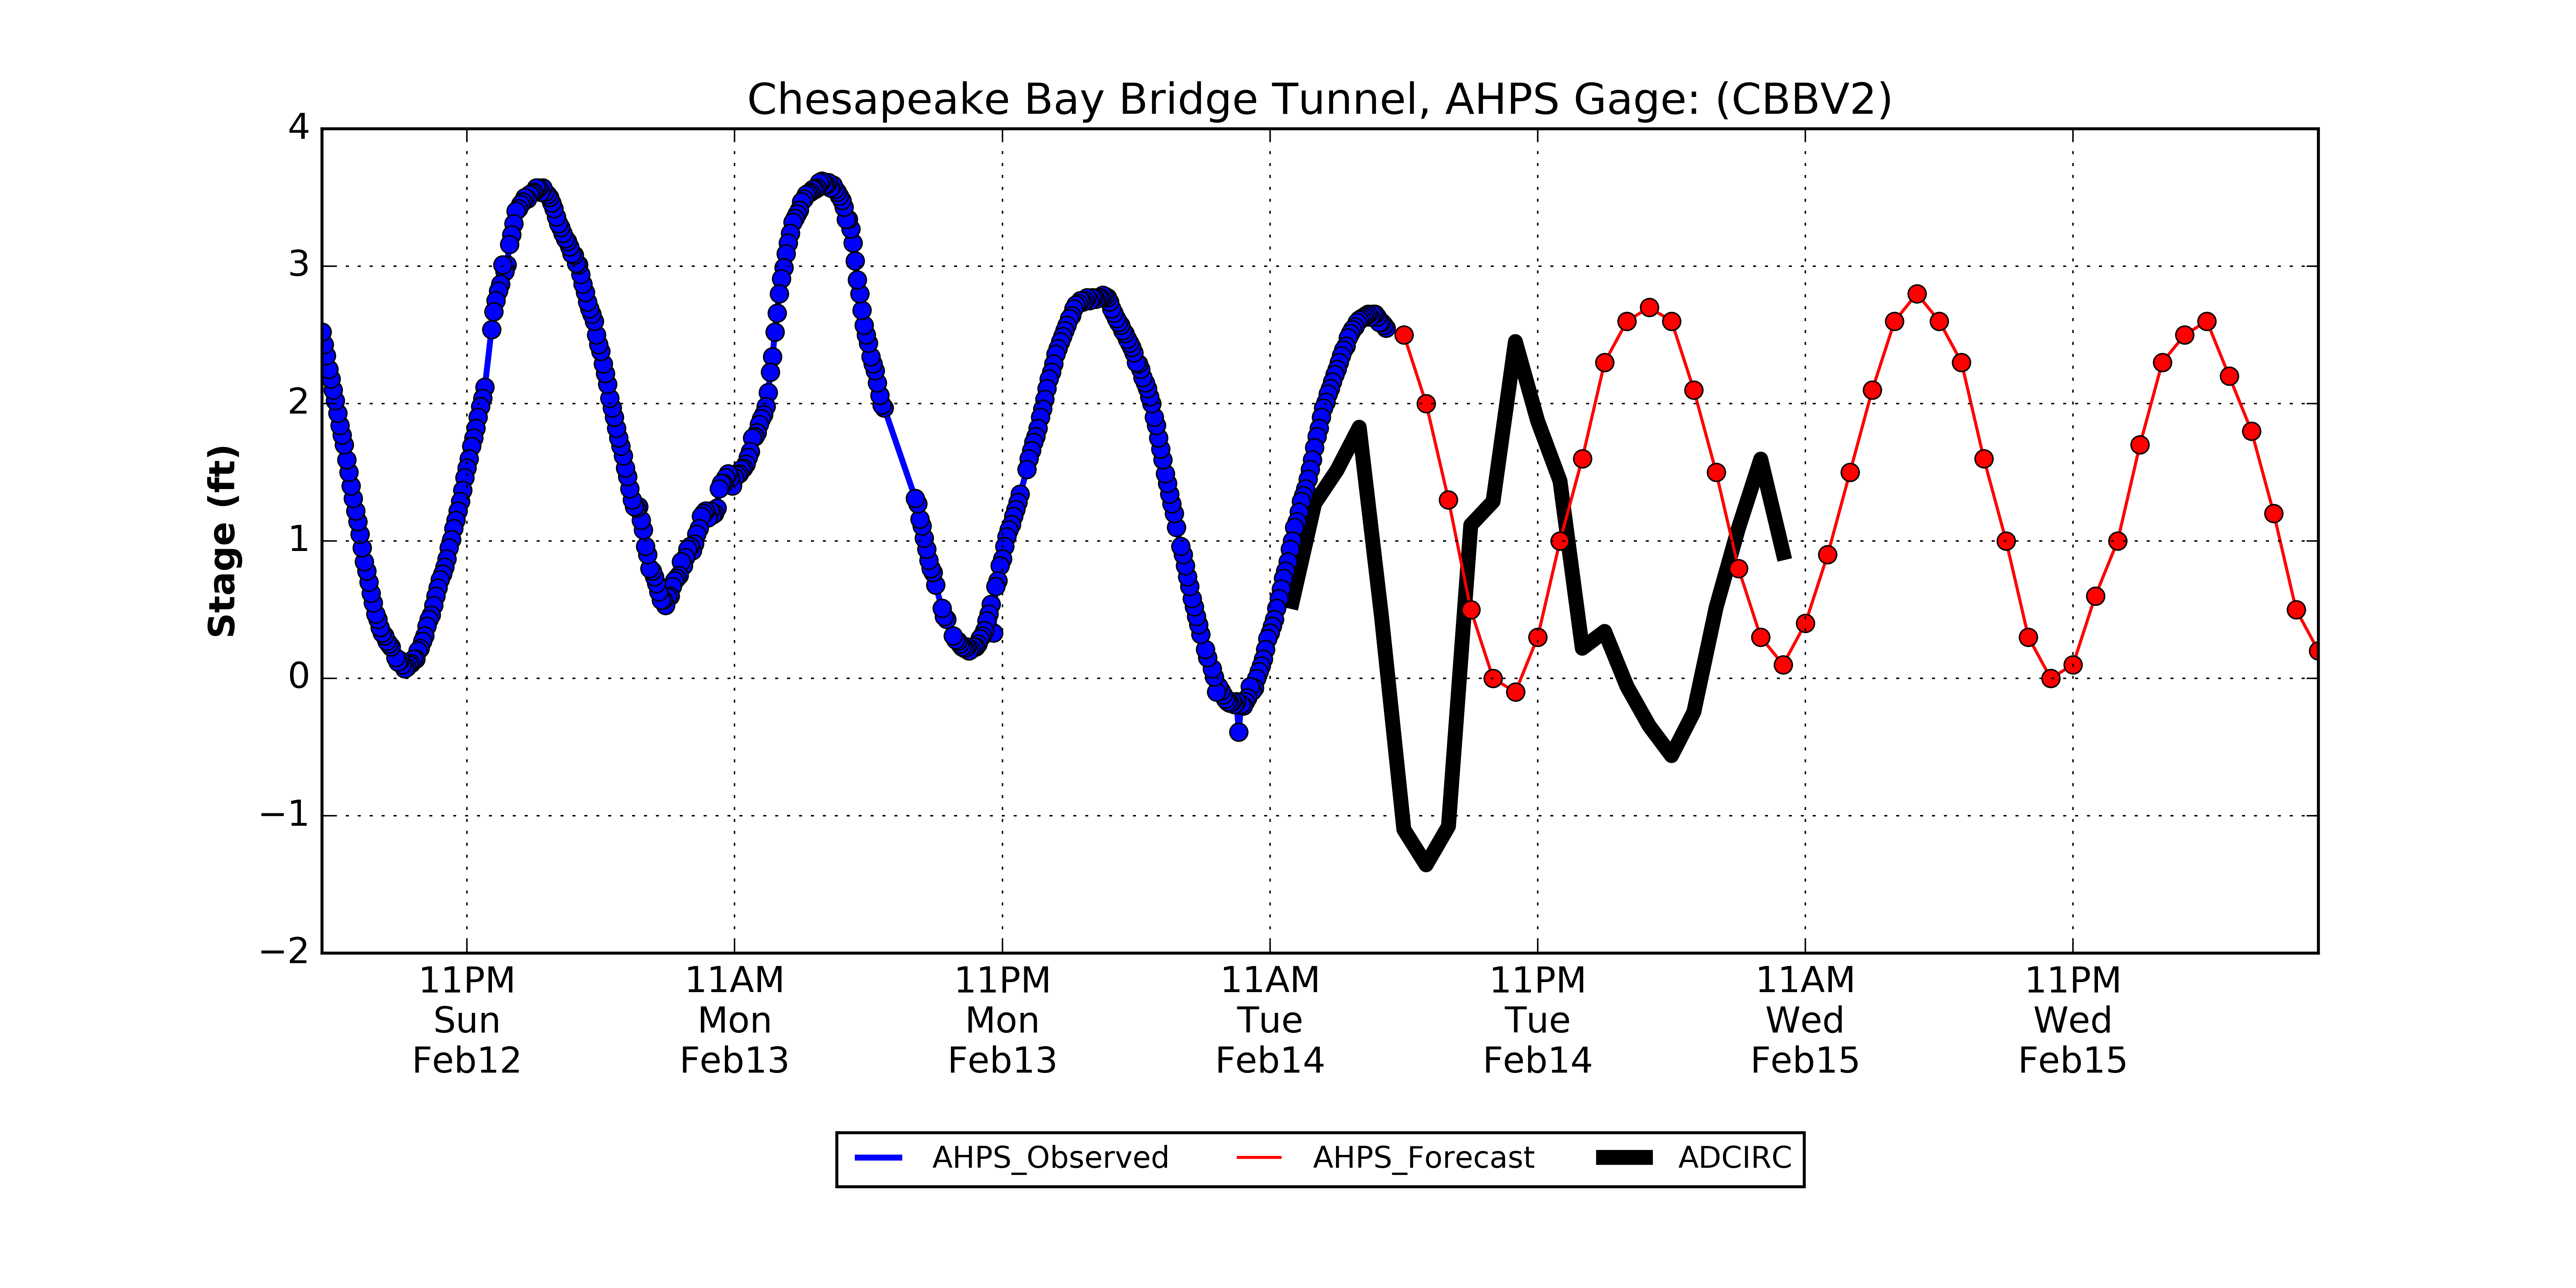 Chesapeake Bay Bridge Tunnel, AHPS Gage: (CBBV2)
4
3
2
1
0
−1
−2
Stage (ft)
11PM 11AM 11PM 11AM 11PM 11AM 11PM
Sun Mon Mon Tue Tue Wed Wed
Feb12 Feb13 Feb13 Feb14 Feb14 Feb15 Feb15
AHPS_Observed AHPS_Forecast ADCIRC